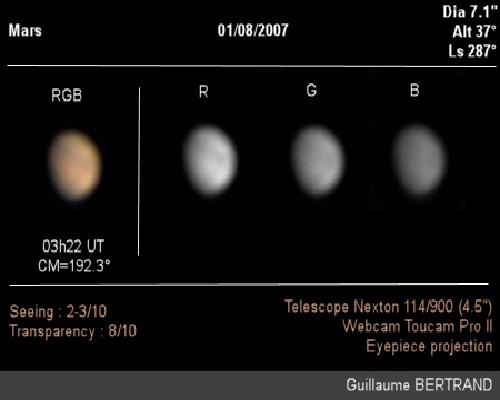 Mars
01/08/2007
Dia 7.1"
Alt 37°
Ls 287°
RGB
R
G
B
03h22 UT
CM=192.3°
Seeing : 2-3/10
Transparency : 8/10
Telescope Nexton 114/900 (4.5")
Webcam Toucam Pro II
Eyepiece projection
Guillaume BERTRAND